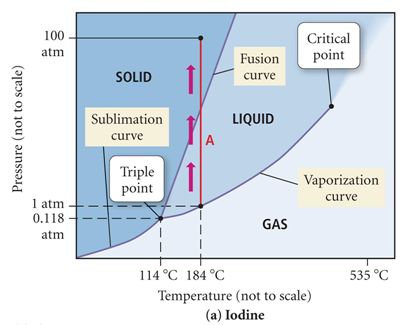 100
atm
SOLID
Fusion
curve
Critical
point
Sublimation
curve
LIQUID
A
Triple
point
Vaporization
curve
1 atm
0.118
atm
GAS
114 °C
184 °C
535 °C
Pressure (not to scale)
Temperature (not to scale)
(a) Iodine